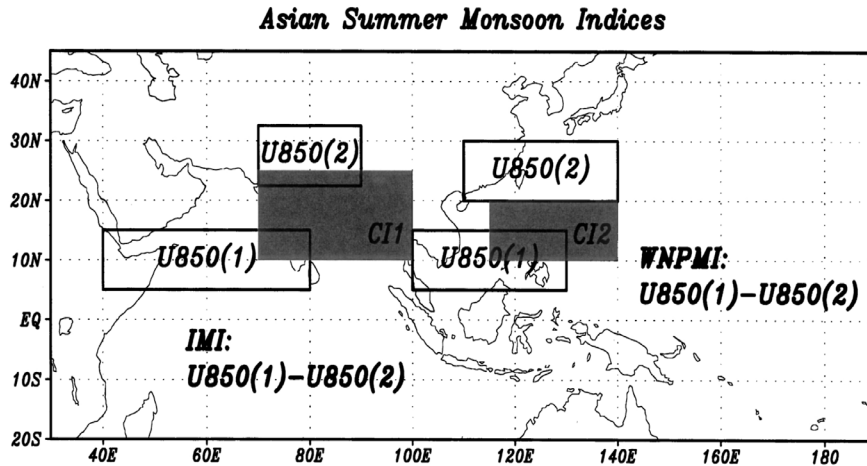 Asian Summer Monsoon Indices
40N
30N
20N
10N
EQ
10S
20S
U850(2)
U850(2)
CI1
CI2
U850(1)
U850(1)
WNPMI:
U850(1)-U850(2)
IMI:
U850(1)-U850(2)
40E
60E
80E
100E
120E
140E
160E
180